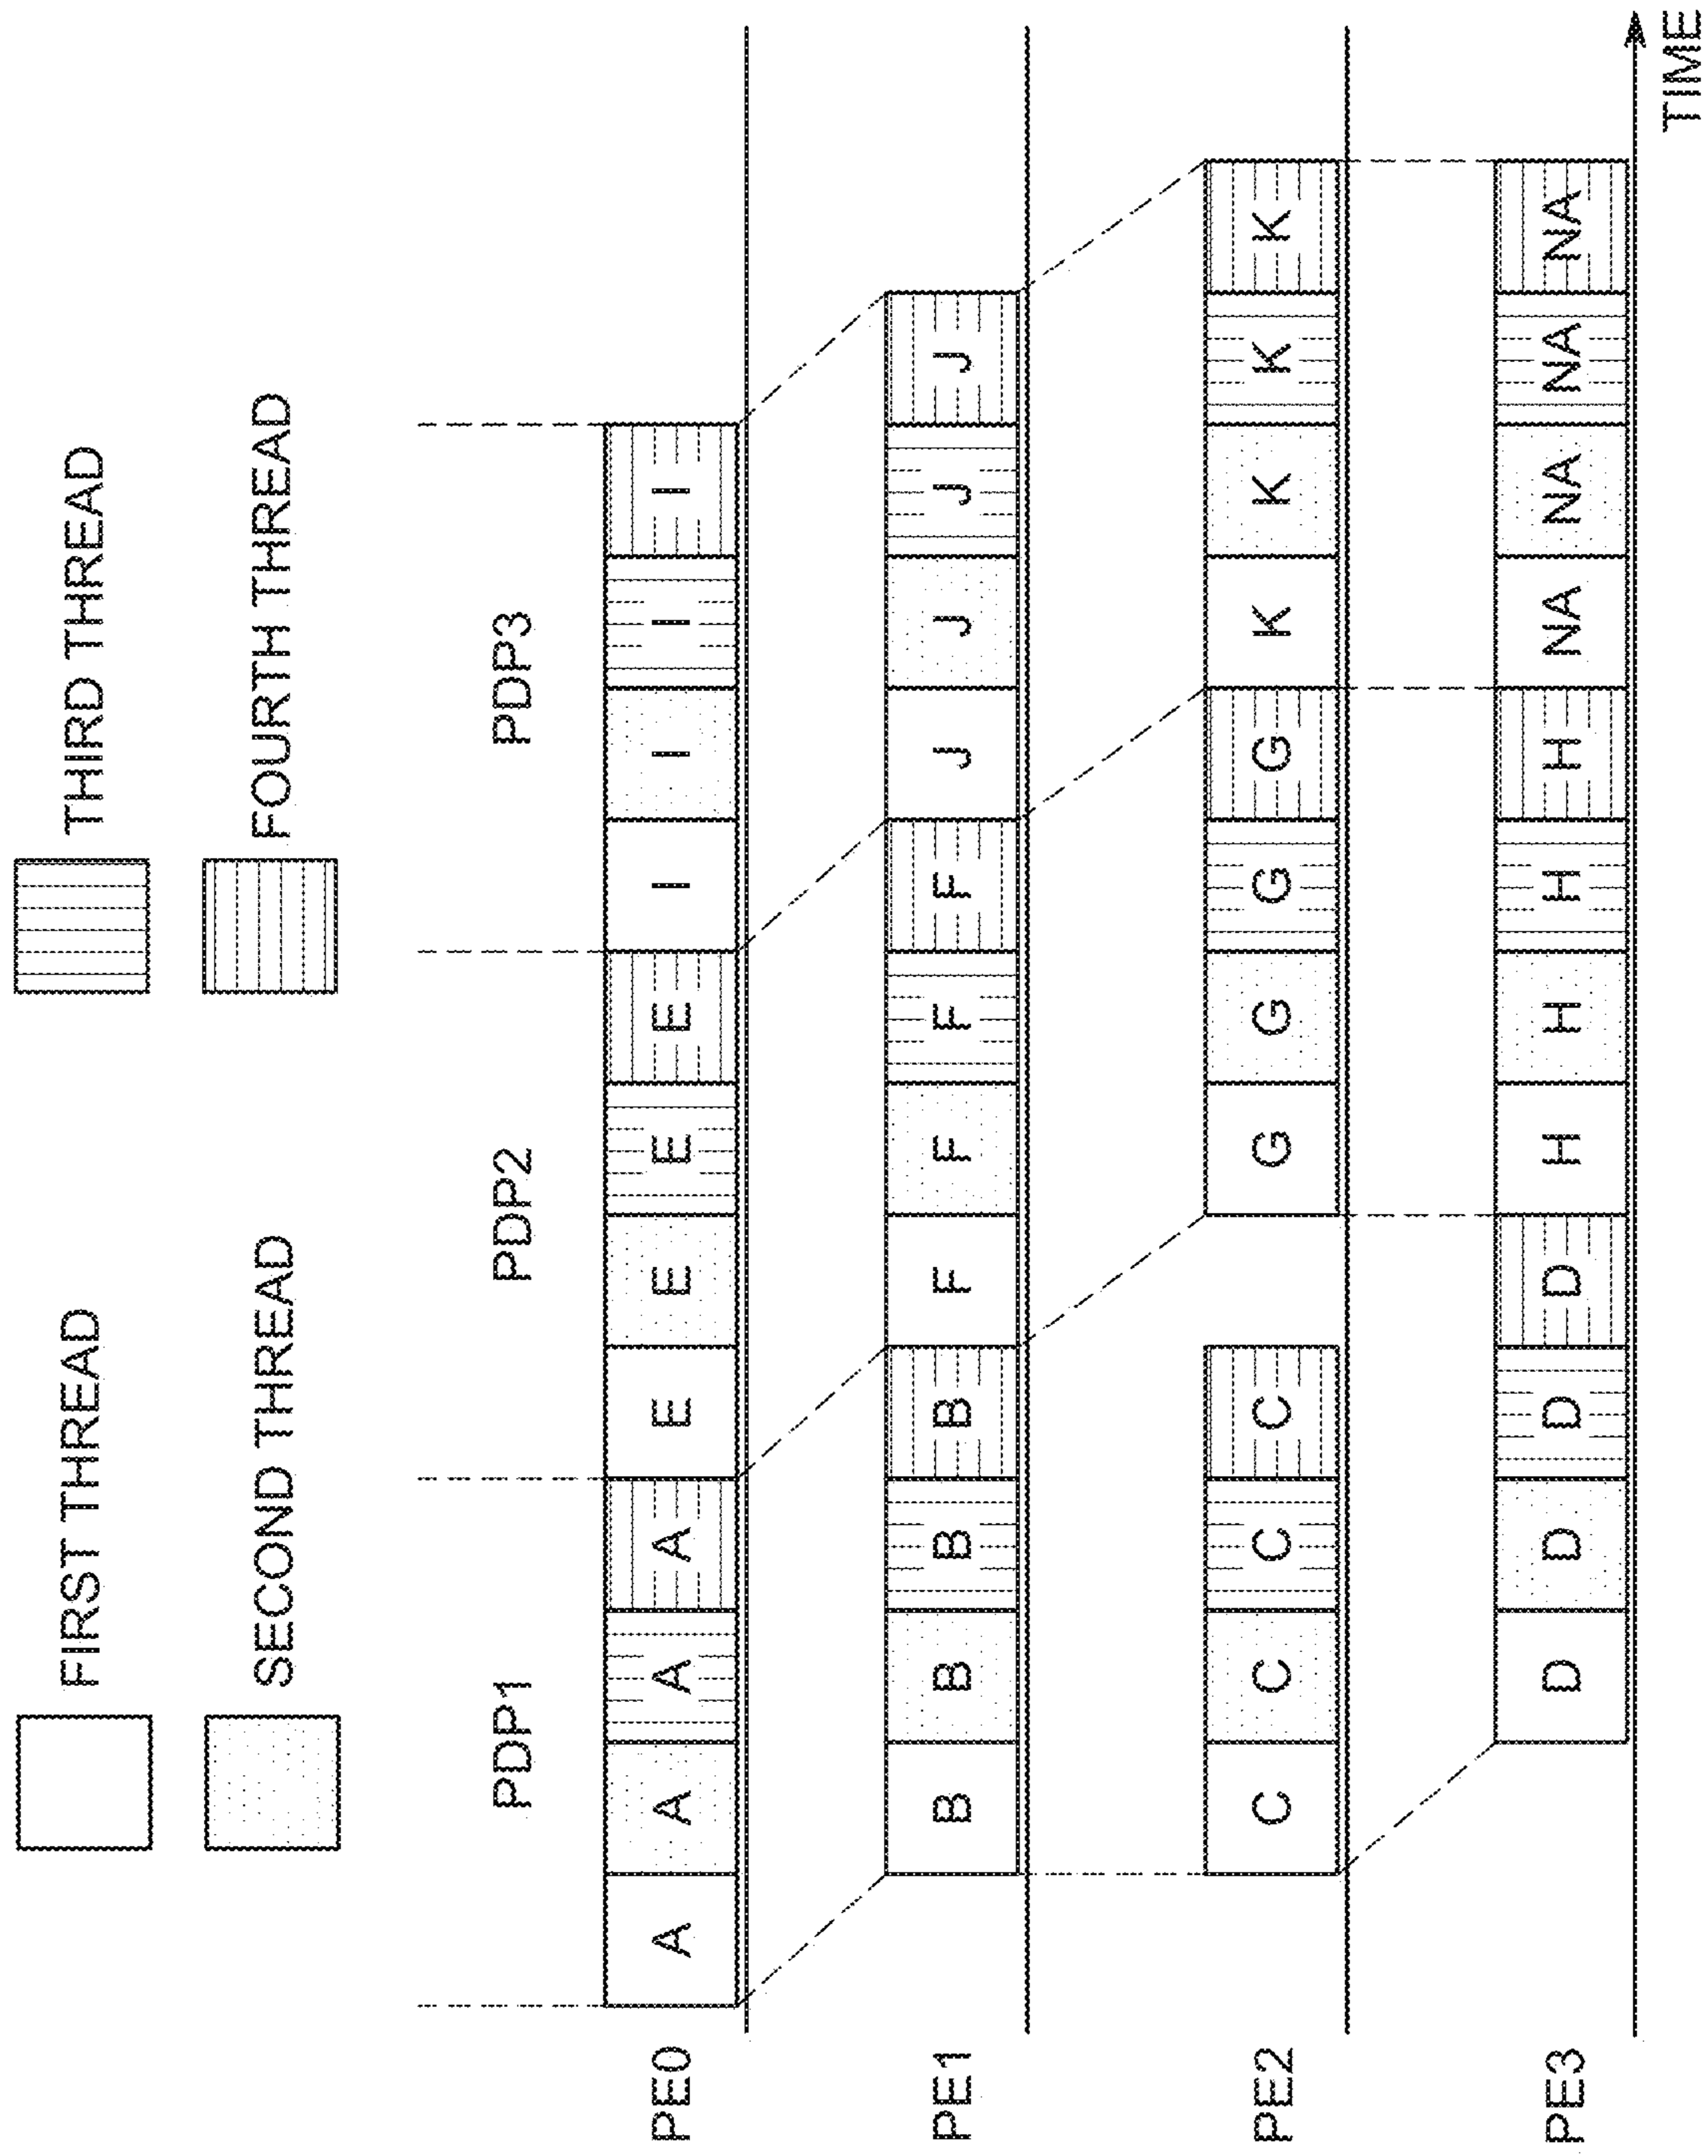 FIRST THREAD THIRD THREAD
SECOND THREAD FOURTH THREAD
PDP1 PDP2 PDP3
PE0 A A A A E E E E I I I I
PE1 B B B B F F F F J J J J
PE2 C C C C G G G G K K K K
PE3 D D D D H H H H NA NA NA NA
TIME